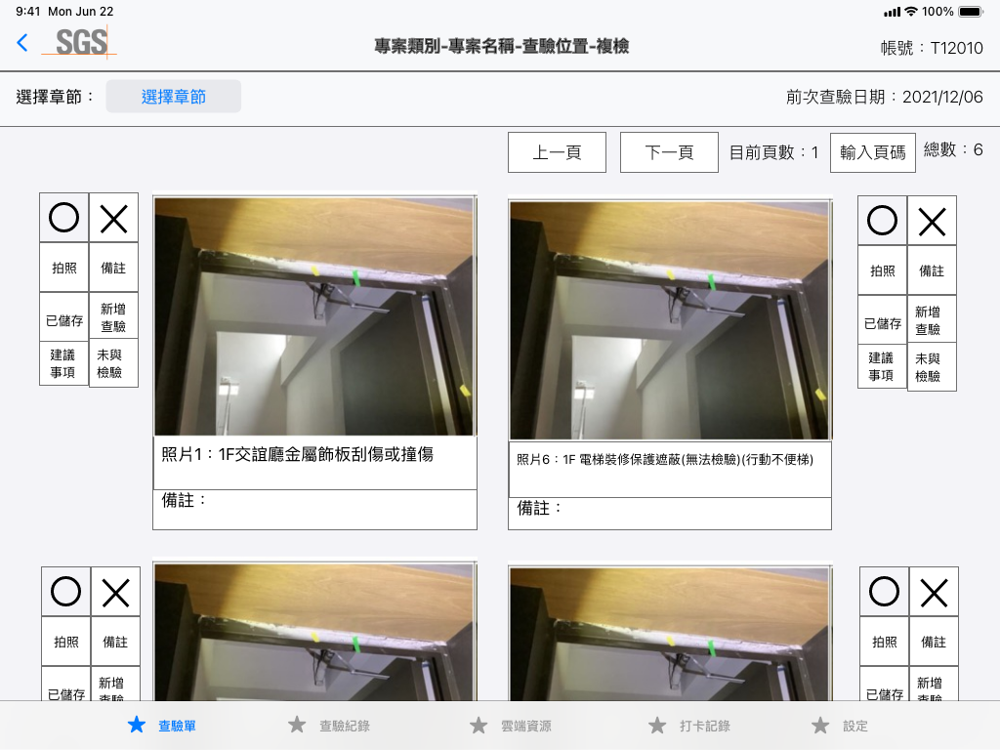 9:41 Mon Jun 22
100%
SGS
專案類別-專案名稱-查驗位置-複檢
帳號：T12010
選擇章節：
選擇章節
前次查驗日期：2021/12/06
上一頁
下一頁
目前頁數：1
輸入頁碼
總數：6
拍照
備註
已儲存
新增
查驗
建議
事項
未與
檢驗
照片1：1F交誼廳金屬飾板刮傷或撞傷
備註：
照片6：1F 電梯裝修保護遮蔽(無法檢驗)(行動不便梯)
備註：
拍照
備註
已儲存
新增
查驗
建議
事項
未與
檢驗
拍照
備註
已儲存
新增
查驗
拍照
備註
已儲存
新增
查驗
查驗單
查驗紀錄
雲端資源
打卡記錄
設定